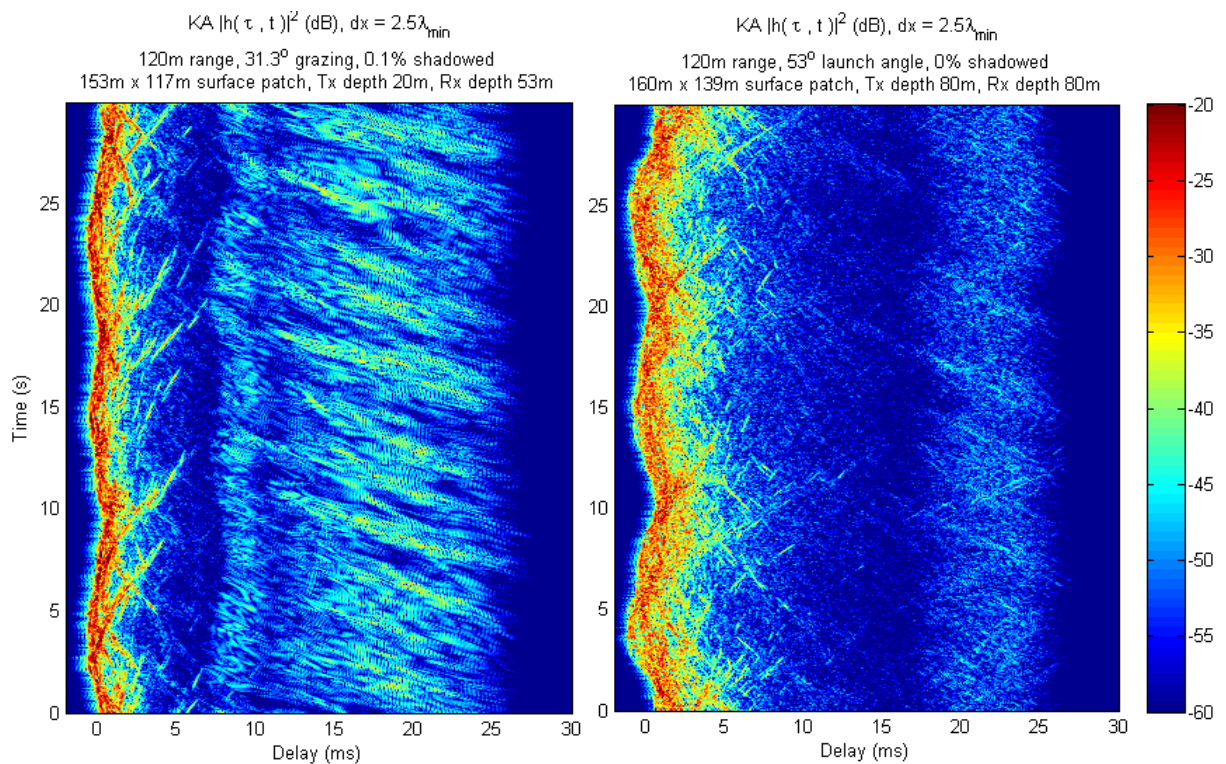 KA |h( τ , t )|² (dB), dx = 2.5λmin
120m range, 31.3° grazing, 0.1% shadowed
153m x 117m surface patch, Tx depth 20m, Rx depth 53m
25
20
15
10
5
0
Time (s)
0 5 10 15 20 25 30
Delay (ms)
KA |h( τ , t )|² (dB), dx = 2.5λmin
120m range, 53° launch angle, 0% shadowed
160m x 139m surface patch, Tx depth 80m, Rx depth 80m
25
20
15
10
5
0
0 5 10 15 20 25 30
Delay (ms)
-20
-25
-30
-35
-40
-45
-50
-55
-60